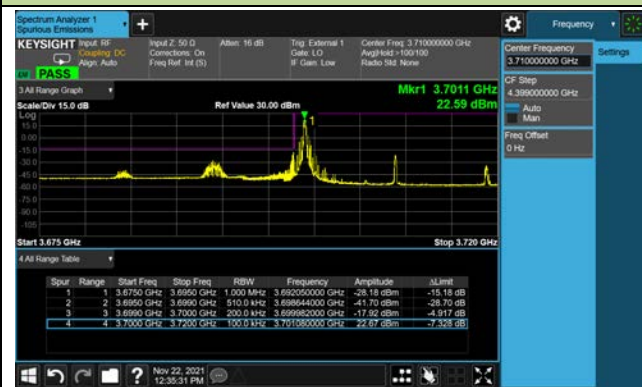 Spectrum Analyzer 1
Spurious Emissions
Frequency
KEYSIGHT Input: RF
Coupling: DC
Align: Auto
Input Z: 50 Ω
Corrections: On
Freq Ref: Int (S)
Atten: 16 dB
Trig: External 1
Gate: LO
IF Gain: Low
Center Freq: 3.710000000 GHz
Avg|Hold:>100/100
Radio Std: None
PASS
Center Frequency
3.710000000 GHz
Settings
CF Step
4.399000000 GHz
Auto
Man
Freq Offset
0 Hz
3 All Range Graph
Mkr1 3.7011 GHz
22.59 dBm
Scale/Div 15.0 dB
Ref Value 30.00 dBm
Log
15.0
0.00
-15.0
-30.0
-45.0
-60.0
-75.0
-90.0
-105
1
Start 3.675 GHz
Stop 3.720 GHz
4 All Range Table
Spur Range Start Freq Stop Freq RBW Frequency Amplitude ΔLimit
1 1 3.6750 GHz 3.6950 GHz 1.000 MHz 3.692050000 GHz -28.18 dBm -15.18 dB
2 2 3.6950 GHz 3.6990 GHz 510.0 kHz 3.698644000 GHz -41.70 dBm -28.70 dB
3 3 3.6990 GHz 3.7000 GHz 200.0 kHz 3.699982000 GHz -17.92 dBm -4.917 dB
4 4 3.7000 GHz 3.7200 GHz 100.0 kHz 3.701080000 GHz 22.67 dBm -7.328 dB
Nov 22, 2021
12:35:31 PM